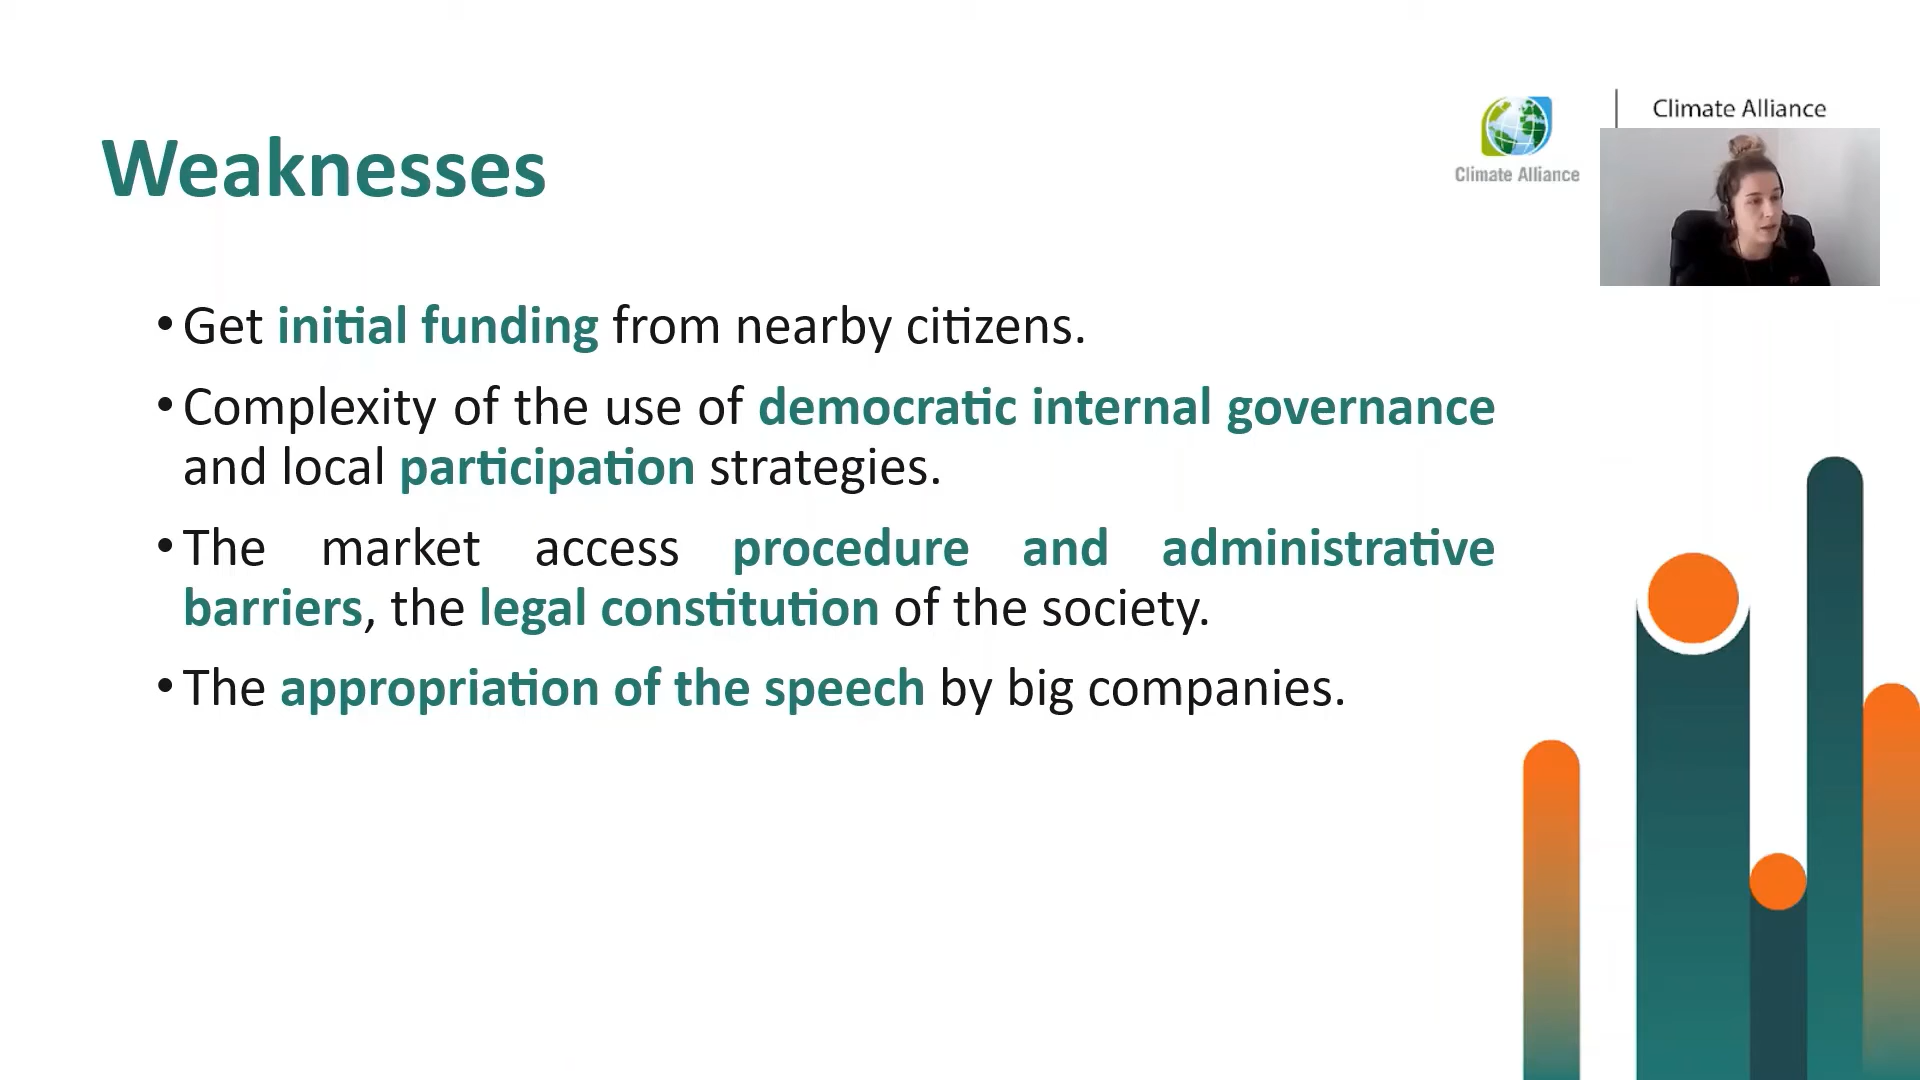 Climate Alliance
Climate Alliance
Weaknesses
• Get initial funding from nearby citizens.
• Complexity of the use of democratic internal governance
and local participation strategies.
• The market access procedure and administrative
barriers, the legal constitution of the society.
• The appropriation of the speech by big companies.